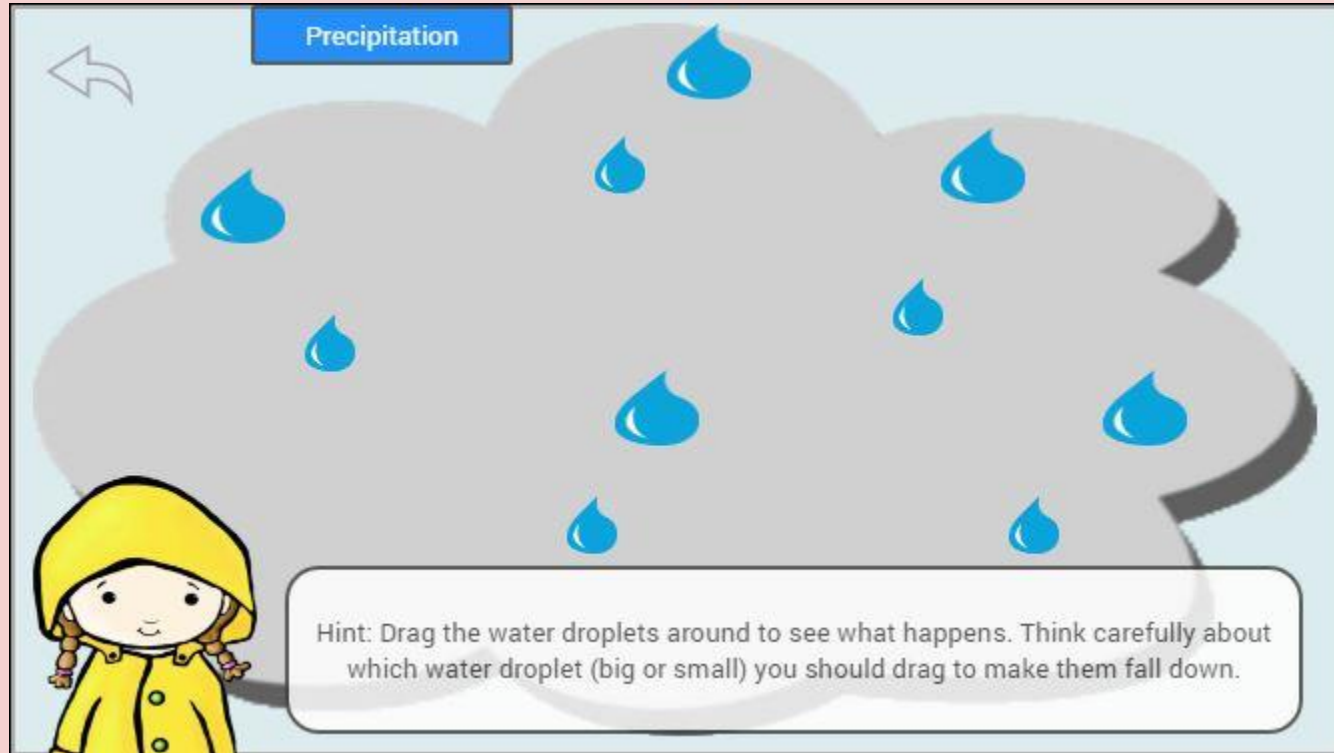 Precipitation
Hint: Drag the water droplets around to see what happens. Think carefully about
which water droplet (big or small) you should drag to make them fall down.